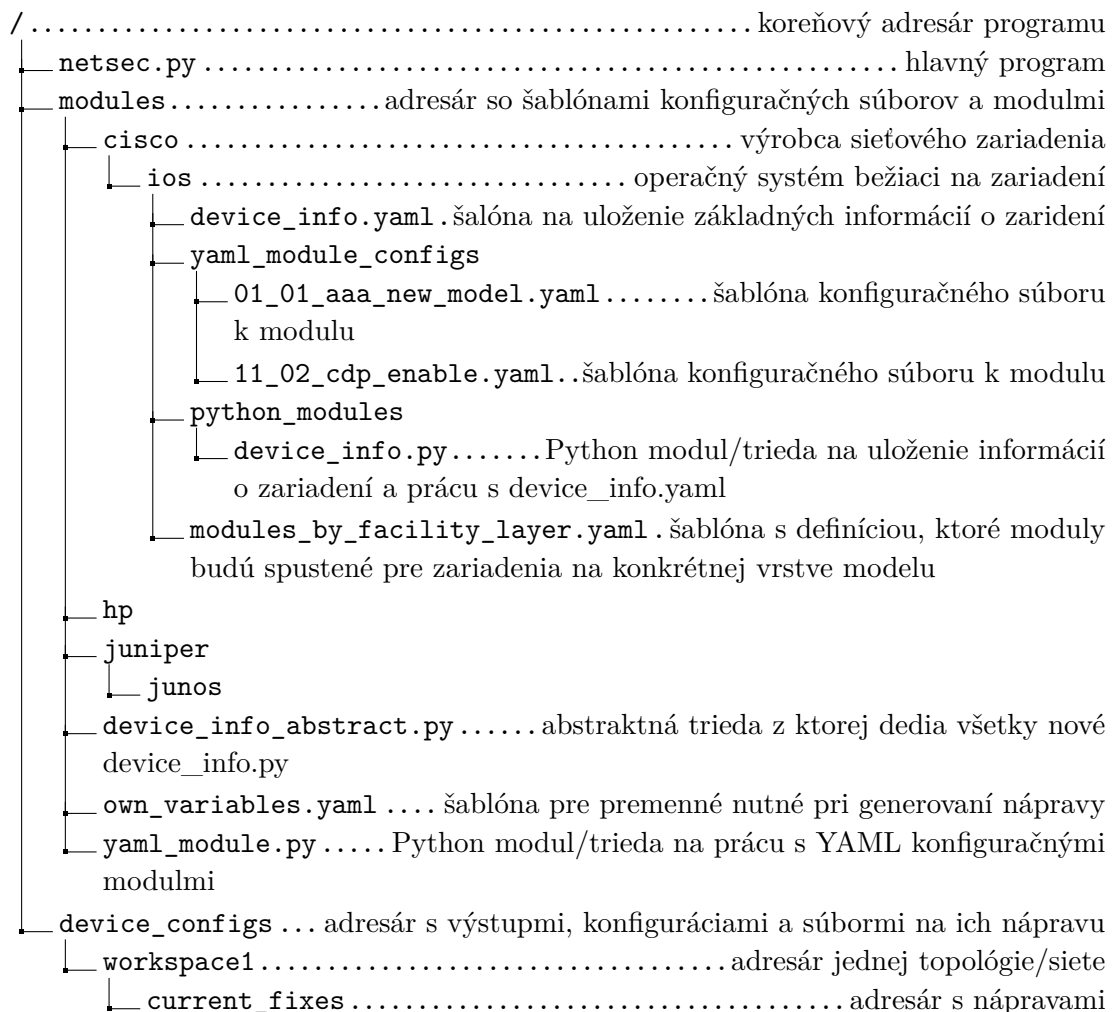 / ...................................................... koreňový adresár programu
netsec.py .................................................... hlavný program
modules................ adresár so šablónami konfiguračných súborov a modulmi
cisco ......................................... výrobca sieťového zariadenia
ios ................................ operačný systém bežiaci na zariadení
device_info.yaml . šalóna na uloženie základných informácií o zaridení
yaml_module_configs
01_01_aaa_new_model.yaml ........ šablóna konfiguračného súboru
k modulu
11_02_cdp_enable.yaml.. šablóna konfiguračného súboru k modulu
python_modules
device_info.py....... Python modul/trieda na uloženie informácií
o zariadení a prácu s device_info.yaml
modules_by_facility_layer.yaml . šablóna s definíciou, ktoré moduly
budú spustené pre zariadenia na konkrétnej vrstve modelu
hp
juniper
junos
device_info_abstract.py ...... abstraktná trieda z ktorej dedia všetky nové
device_info.py
own_variables.yaml .... šablóna pre premenné nutné pri generovaní nápravy
yaml_module.py ..... Python modul/trieda na prácu s YAML konfiguračnými
modulmi
device_configs ... adresár s výstupmi, konfiguráciami a súbormi na ich nápravu
workspace1................................... adresár jednej topológie/siete
current_fixes ....................................... adresár s nápravami